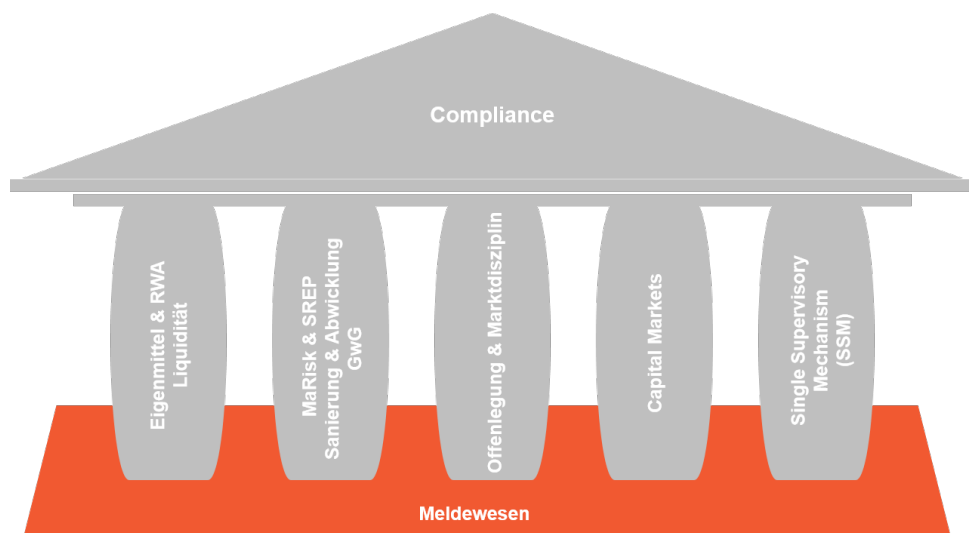 Compliance
Eigenmittel & RWA
Liquidität
MaRisk & SREP
Sanierung & Abwicklung
GwG
Offenlegung & Marktdisziplin
Capital Markets
Single Supervisory
Mechanism
(SSM)
Meldewesen